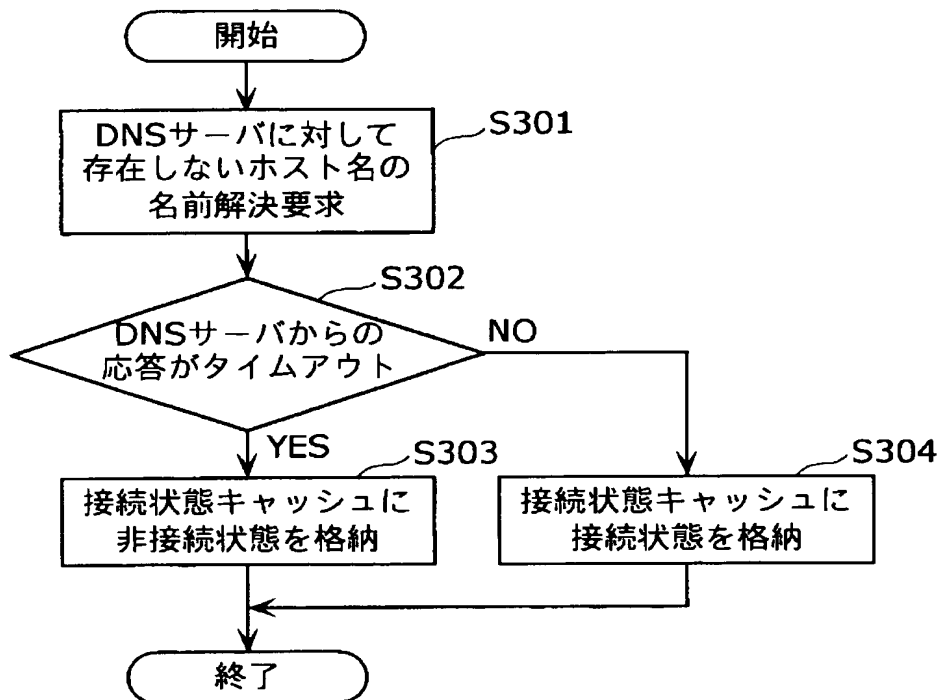 開始
DNSサーバに対して
存在しないホスト名の
名前解決要求
S301
S302
DNSサーバからの
応答がタイムアウト
NO
YES
S303
接続状態キャッシュに
非接続状態を格納
S304
接続状態キャッシュに
接続状態を格納
終了